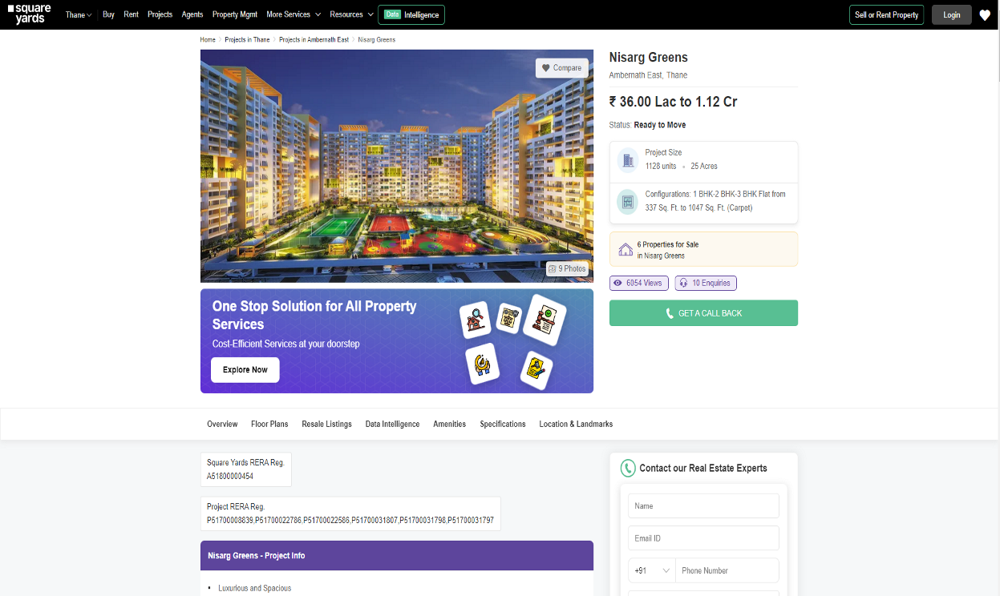 square
yards
Thane
Buy
Rent
Projects
Agents
Property Mgmt
More Services
Resources
Data Intelligence
Sell or Rent Property
Login
Home
Projects in Thane
Projects in Ambernath East
Nisarg Greens
Compare
9 Photos
Nisarg Greens
Ambernath East, Thane
₹ 36.00 Lac to 1.12 Cr
Status: Ready to Move
Project Size
1128 units • 25 Acres
Configurations: 1 BHK-2 BHK-3 BHK Flat from
337 Sq. Ft. to 1047 Sq. Ft. (Carpet)
6 Properties for Sale
in Nisarg Greens
6054 Views
10 Enquiries
GET A CALL BACK
One Stop Solution for All Property
Services
Cost-Efficient Services at your doorstep
Explore Now
Overview
Floor Plans
Resale Listings
Data Intelligence
Amenities
Specifications
Location & Landmarks
Square Yards RERA Reg.
A51800000454
Project RERA Reg.
P51700008839,P51700022786,P51700022586,P51700031807,P51700031798,P51700031797
Nisarg Greens - Project Info
• Luxurious and Spacious
Contact our Real Estate Experts
Name
Email ID
+91
Phone Number